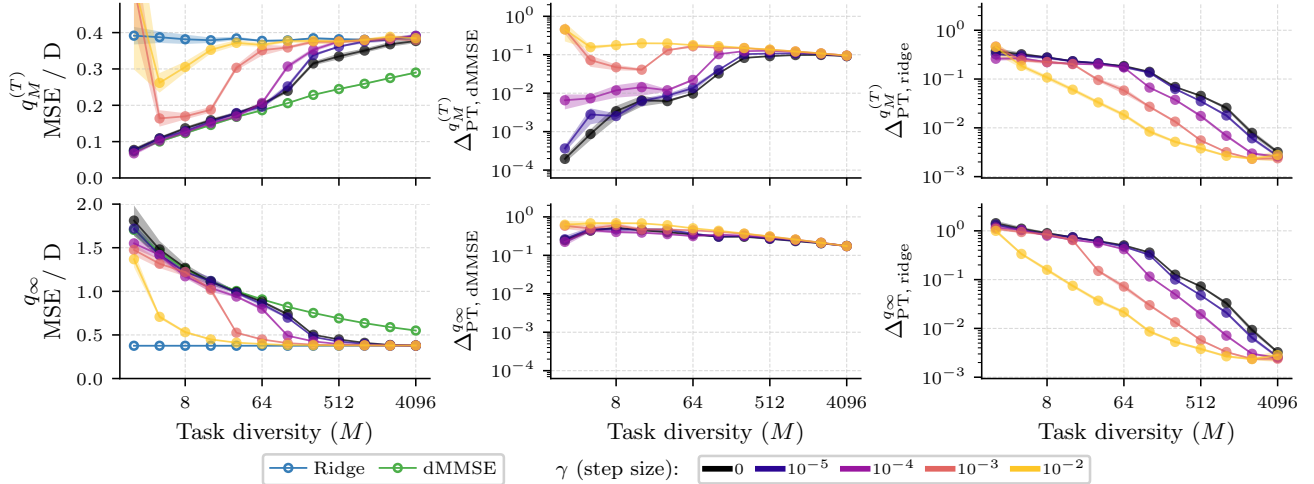 q_M^(T)
MSE / D
0.4
0.3
0.2
0.1
0.0
Δ_PT, dMMSE^q_M^(T)
10^0
10^-1
10^-2
10^-3
10^-4
Δ_PT, ridge^q_M^(T)
10^0
10^-1
10^-2
10^-3
q_∞
MSE / D
2.0
1.5
1.0
0.5
0.0
8 64 512 4096
Task diversity (M)
Δ_PT, dMMSE^q_∞
10^0
10^-1
10^-2
10^-3
10^-4
8 64 512 4096
Task diversity (M)
Δ_PT, ridge^q_∞
10^0
10^-1
10^-2
10^-3
8 64 512 4096
Task diversity (M)
Ridge dMMSE
γ (step size): 0 10^-5 10^-4 10^-3 10^-2